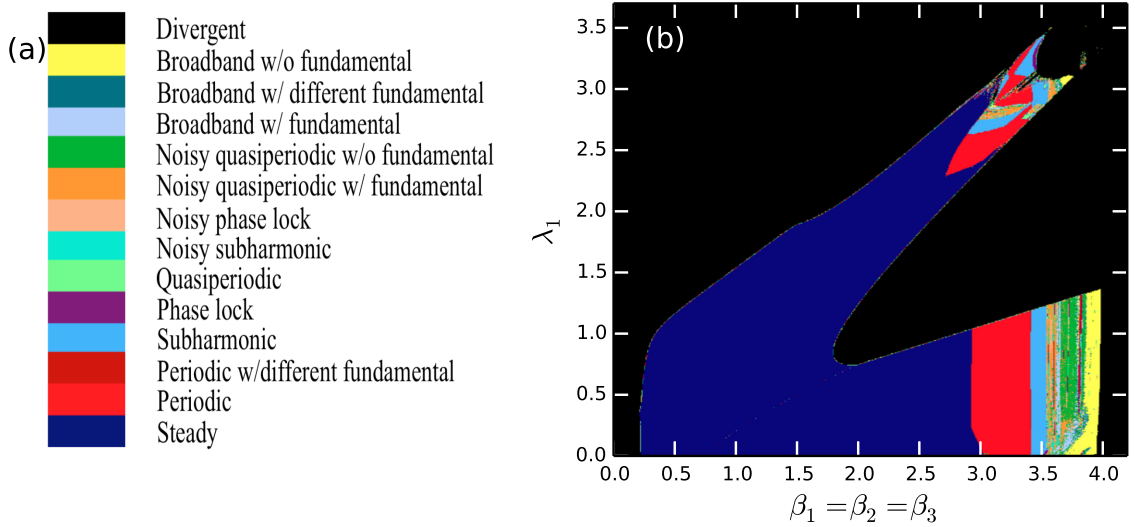 (a)
Divergent
Broadband w/o fundamental
Broadband w/ different fundamental
Broadband w/ fundamental
Noisy quasiperiodic w/o fundamental
Noisy quasiperiodic w/ fundamental
Noisy phase lock
Noisy subharmonic
Quasiperiodic
Phase lock
Subharmonic
Periodic w/different fundamental
Periodic
Steady
(b)
3.5
3.0
2.5
2.0
1.5
1.0
0.5
0.0
λ₁
0.0 0.5 1.0 1.5 2.0 2.5 3.0 3.5 4.0
β₁ = β₂ = β₃